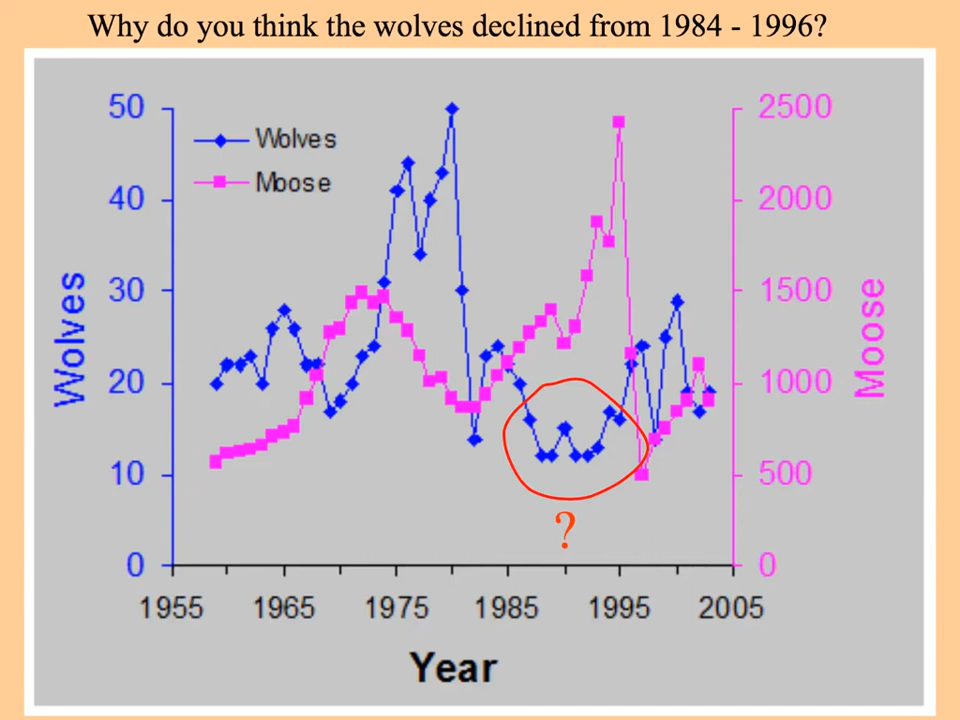 Why do you think the wolves declined from 1984 - 1996?
50
40
30
20
10
0
Wolves
Wolves
Moose
2500
2000
1500
1000
500
0
Moose
?
1955 1965 1975 1985 1995 2005
Year